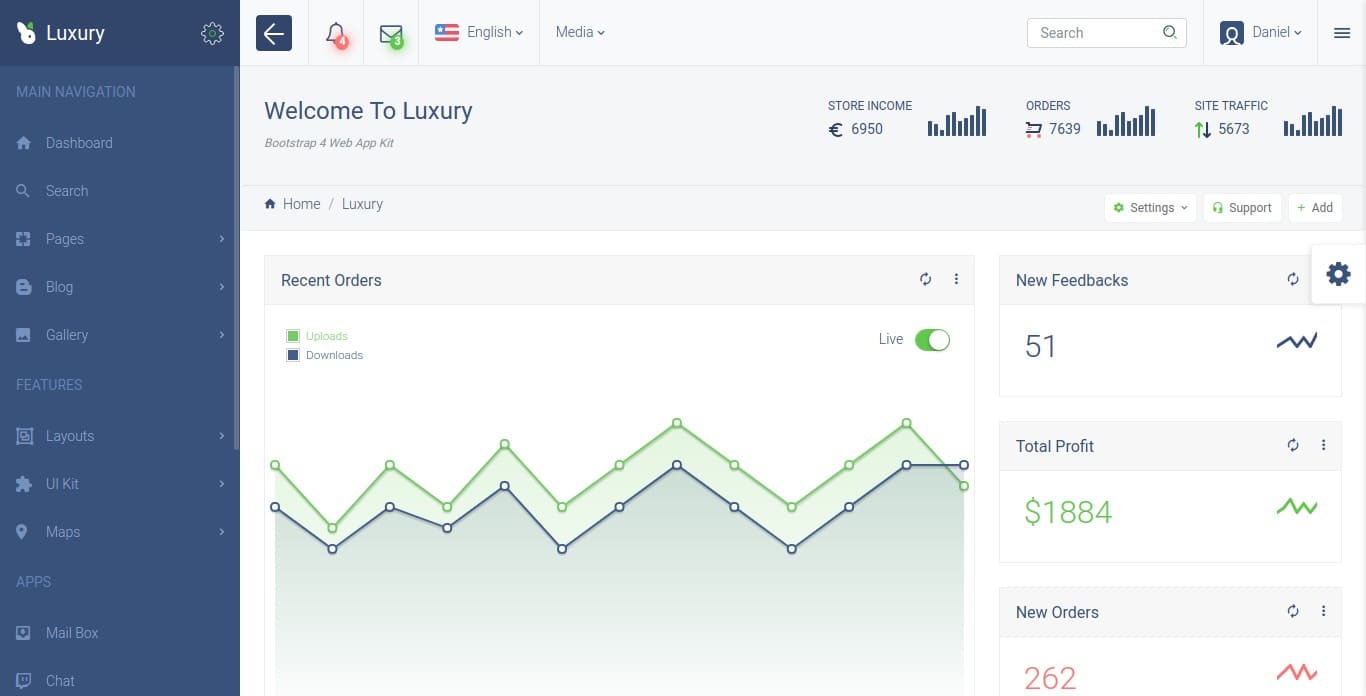 Luxury
MAIN NAVIGATION
Dashboard
Search
Pages
Blog
Gallery
FEATURES
Layouts
UI Kit
Maps
APPS
Mail Box
Chat
4
3
English
Media
Search
Daniel
Welcome To Luxury
Bootstrap 4 Web App Kit
STORE INCOME
€ 6950
ORDERS
7639
SITE TRAFFIC
5673
Home / Luxury
Settings
Support
+ Add
Recent Orders
Uploads
Downloads
Live
New Feedbacks
51
Total Profit
$1884
New Orders
262